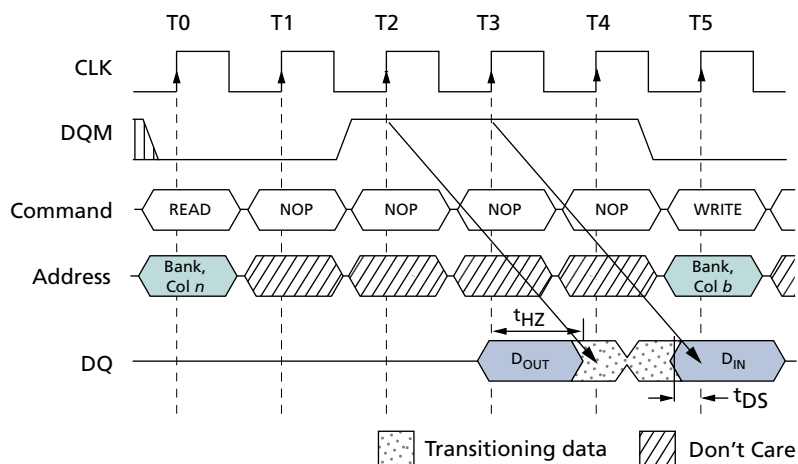 T0 T1 T2 T3 T4 T5
CLK
DQM
Command READ NOP NOP NOP NOP WRITE
Address Bank, Col n Bank, Col b
tHZ
DQ DOUT DIN
tDS
Transitioning data Don't Care